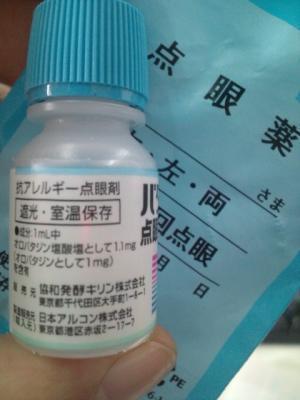 点眼薬
左・両
さま
回点眼
月
日
抗アレルギー点眼剤
遮光・室温保存
●成分:1mL中
オロパタジン塩酸塩として1.1mg
(オロパタジンとして1mg)
を含有
協和発酵キリン株式会社
東京都千代田区大手町1-6-1
日本アルコン株式会社
東京都港区赤坂2-17-7
パ
点眼
PE